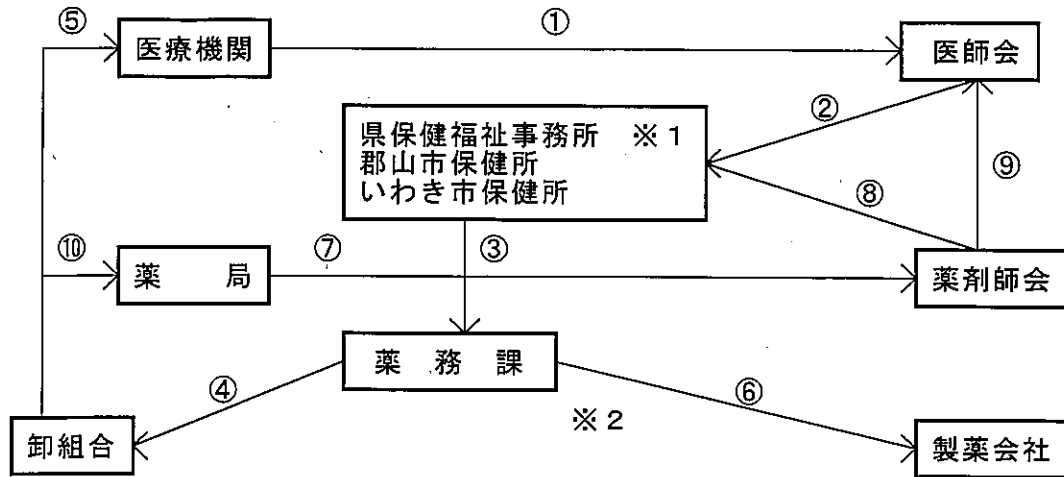 ⑤
①
医療機関
医師会
②
県保健福祉事務所 ※1
郡山市保健所
いわき市保健所
⑨
⑧
⑩
⑦
③
薬 局
薬剤師会
薬 務 課
④
⑥
※2
卸組合
製薬会社